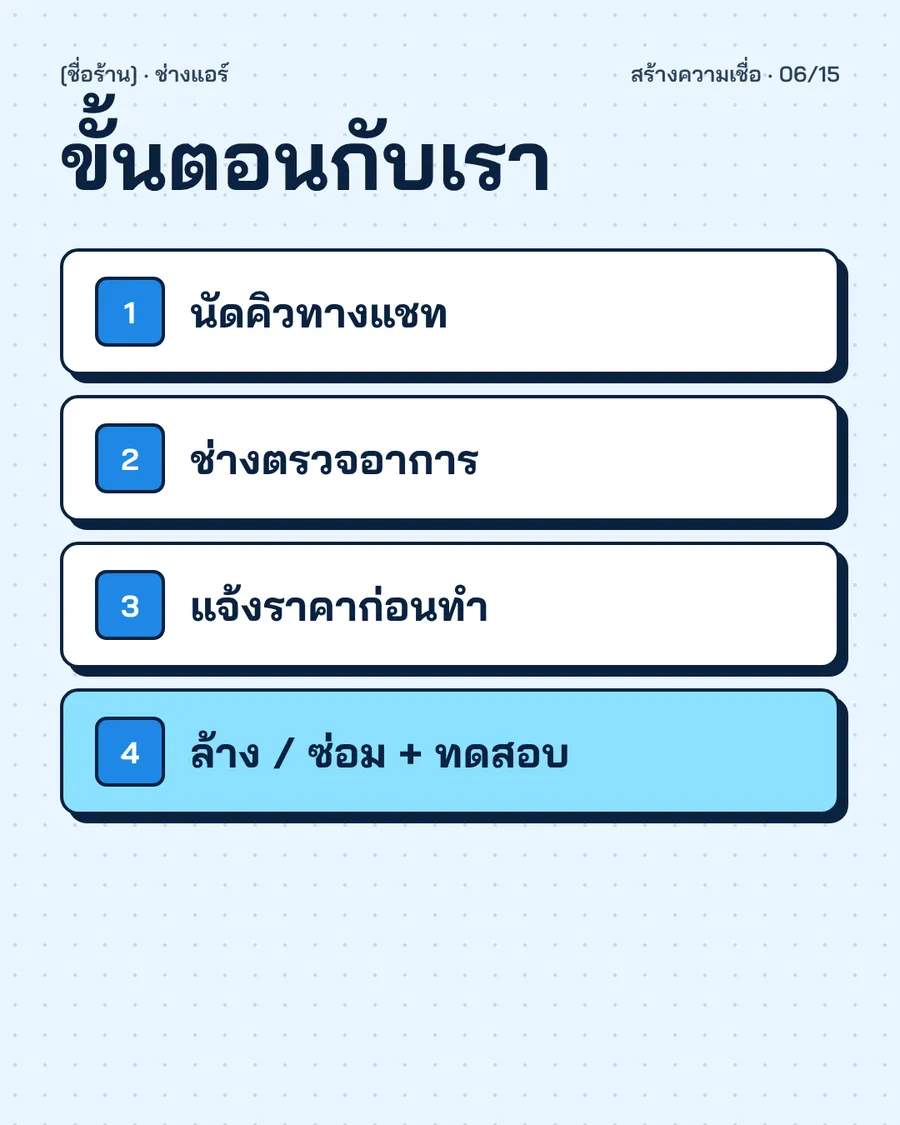 [ชื่อร้าน] · ช่างแอร์
สร้างความเชื่อ · 06/15
ขั้นตอนกับเรา
1 นัดคิวทางแชท
2 ช่างตรวจอาการ
3 แจ้งราคาก่อนทำ
4 ล้าง / ซ่อม + ทดสอบ